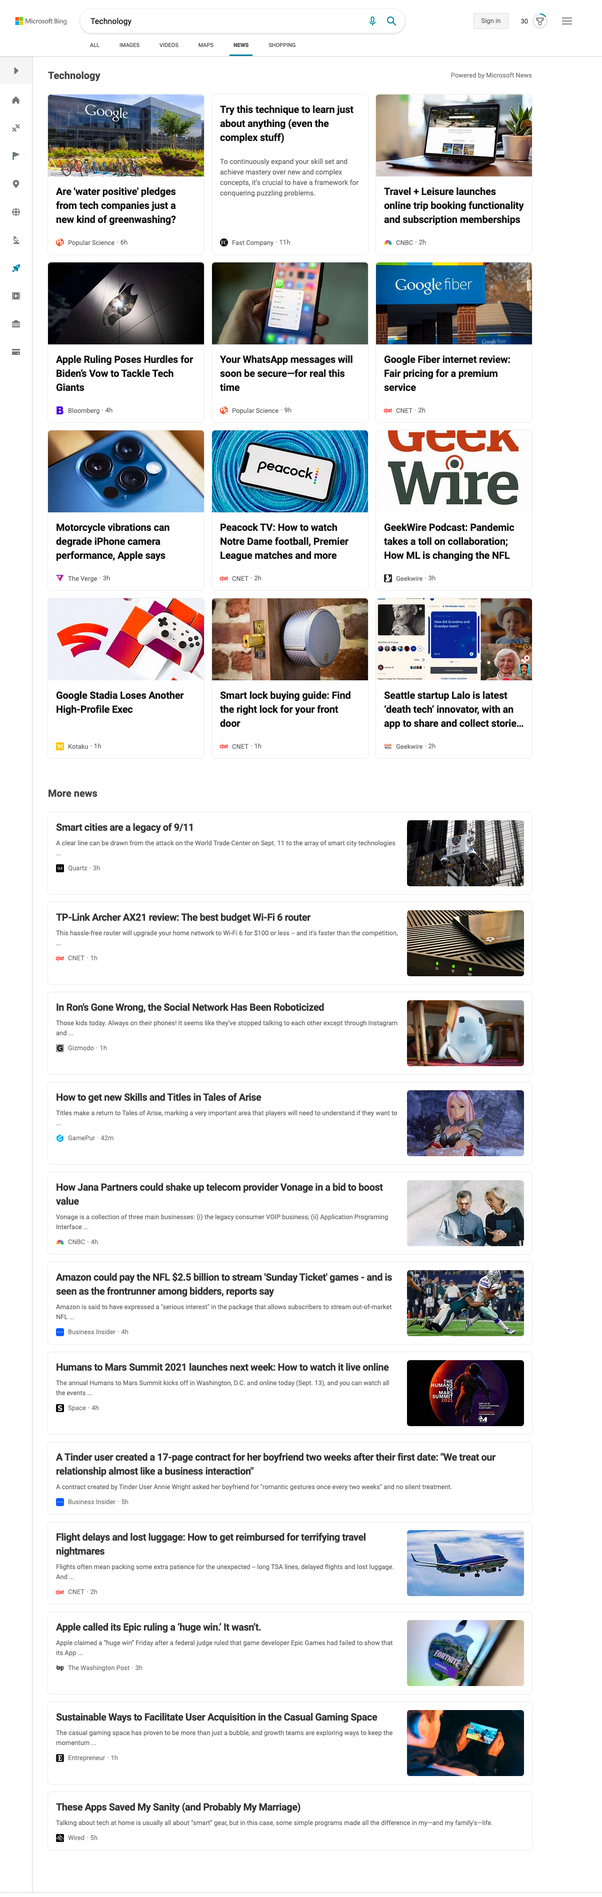 Microsoft Bing
Technology
Sign in
30
ALL
IMAGES
VIDEOS
MAPS
NEWS
SHOPPING
Technology
Powered by Microsoft News
Google
Are 'water positive' pledges
from tech companies just a
new kind of greenwashing?
Popular Science · 6h
Try this technique to learn just
about anything (even the
complex stuff)
To continuously expand your skill set and
achieve mastery over new and complex
concepts, it's crucial to have a framework for
conquering puzzling problems.
Fast Company · 11h
Travel + Leisure launches
online trip booking functionality
and subscription memberships
CNBC · 2h
Apple Ruling Poses Hurdles for
Biden's Vow to Tackle Tech
Giants
Bloomberg · 4h
Your WhatsApp messages will
soon be secure—for real this
time
Popular Science · 9h
Google fiber
Google fiber
Google Fiber internet review:
Fair pricing for a premium
service
CNET · 2h
Motorcycle vibrations can
degrade iPhone camera
performance, Apple says
The Verge · 3h
peacock
Peacock TV: How to watch
Notre Dame football, Premier
League matches and more
CNET · 2h
Geek
Wire
GeekWire Podcast: Pandemic
takes a toll on collaboration;
How ML is changing the NFL
Geekwire · 3h
Google Stadia Loses Another
High-Profile Exec
Kotaku · 1h
Smart lock buying guide: Find
the right lock for your front
door
CNET · 1h
Seattle startup Lalo is latest
'death tech' innovator, with an
app to share and collect storie...
Geekwire · 2h
More news
Smart cities are a legacy of 9/11
A clear line can be drawn from the attack on the World Trade Center on Sept. 11 to the array of smart city technologies
...
Quartz · 3h
TP-Link Archer AX21 review: The best budget Wi-Fi 6 router
This hassle-free router will upgrade your home network to Wi-Fi 6 for $100 or less -- and it's faster than the competition,
...
CNET · 1h
In Ron's Gone Wrong, the Social Network Has Been Roboticized
Those kids today. Always on their phones! It seems like they've stopped talking to each other except through Instagram
and ...
Gizmodo · 1h
How to get new Skills and Titles in Tales of Arise
Titles make a return to Tales of Arise, marking a very important area that players will need to understand if they want to
...
GamePur · 42m
How Jana Partners could shake up telecom provider Vonage in a bid to boost
value
Vonage is a collection of three main businesses: (i) the legacy consumer VOIP business; (ii) Application Programing
Interface ...
CNBC · 4h
Amazon could pay the NFL $2.5 billion to stream 'Sunday Ticket' games - and is
seen as the frontrunner among bidders, reports say
Amazon is said to have expressed a "serious interest" in the package that allows subscribers to stream out-of-market
NFL ...
Business Insider · 4h
Humans to Mars Summit 2021 launches next week: How to watch it live online
The annual Humans to Mars Summit kicks off in Washington, D.C. and online today (Sept. 13), and you can watch all
the events ...
Space · 4h
THE
HUMANS
TO MARS
SUMMIT
2021
A Tinder user created a 17-page contract for her boyfriend two weeks after their first date: "We treat our
relationship almost like a business interaction"
A contract created by Tinder User Annie Wright asked her boyfriend for "romantic gestures once every two weeks" and no silent treatment.
Business Insider · 5h
Flight delays and lost luggage: How to get reimbursed for terrifying travel
nightmares
Flights often mean packing some extra patience for the unexpected -- long TSA lines, delayed flights and lost luggage.
And ...
CNET · 2h
Apple called its Epic ruling a 'huge win.' It wasn't.
Apple claimed a "huge win" Friday after a federal judge ruled that game developer Epic Games had failed to show that
its App ...
The Washington Post · 3h
FORTNITE
Sustainable Ways to Facilitate User Acquisition in the Casual Gaming Space
The casual gaming space has proven to be more than just a bubble, and growth teams are exploring ways to keep the
momentum ...
Entrepreneur · 1h
These Apps Saved My Sanity (and Probably My Marriage)
Talking about tech at home is usually all about "smart" gear, but in this case, some simple programs made all the difference in my—and my family's—life.
Wired · 5h